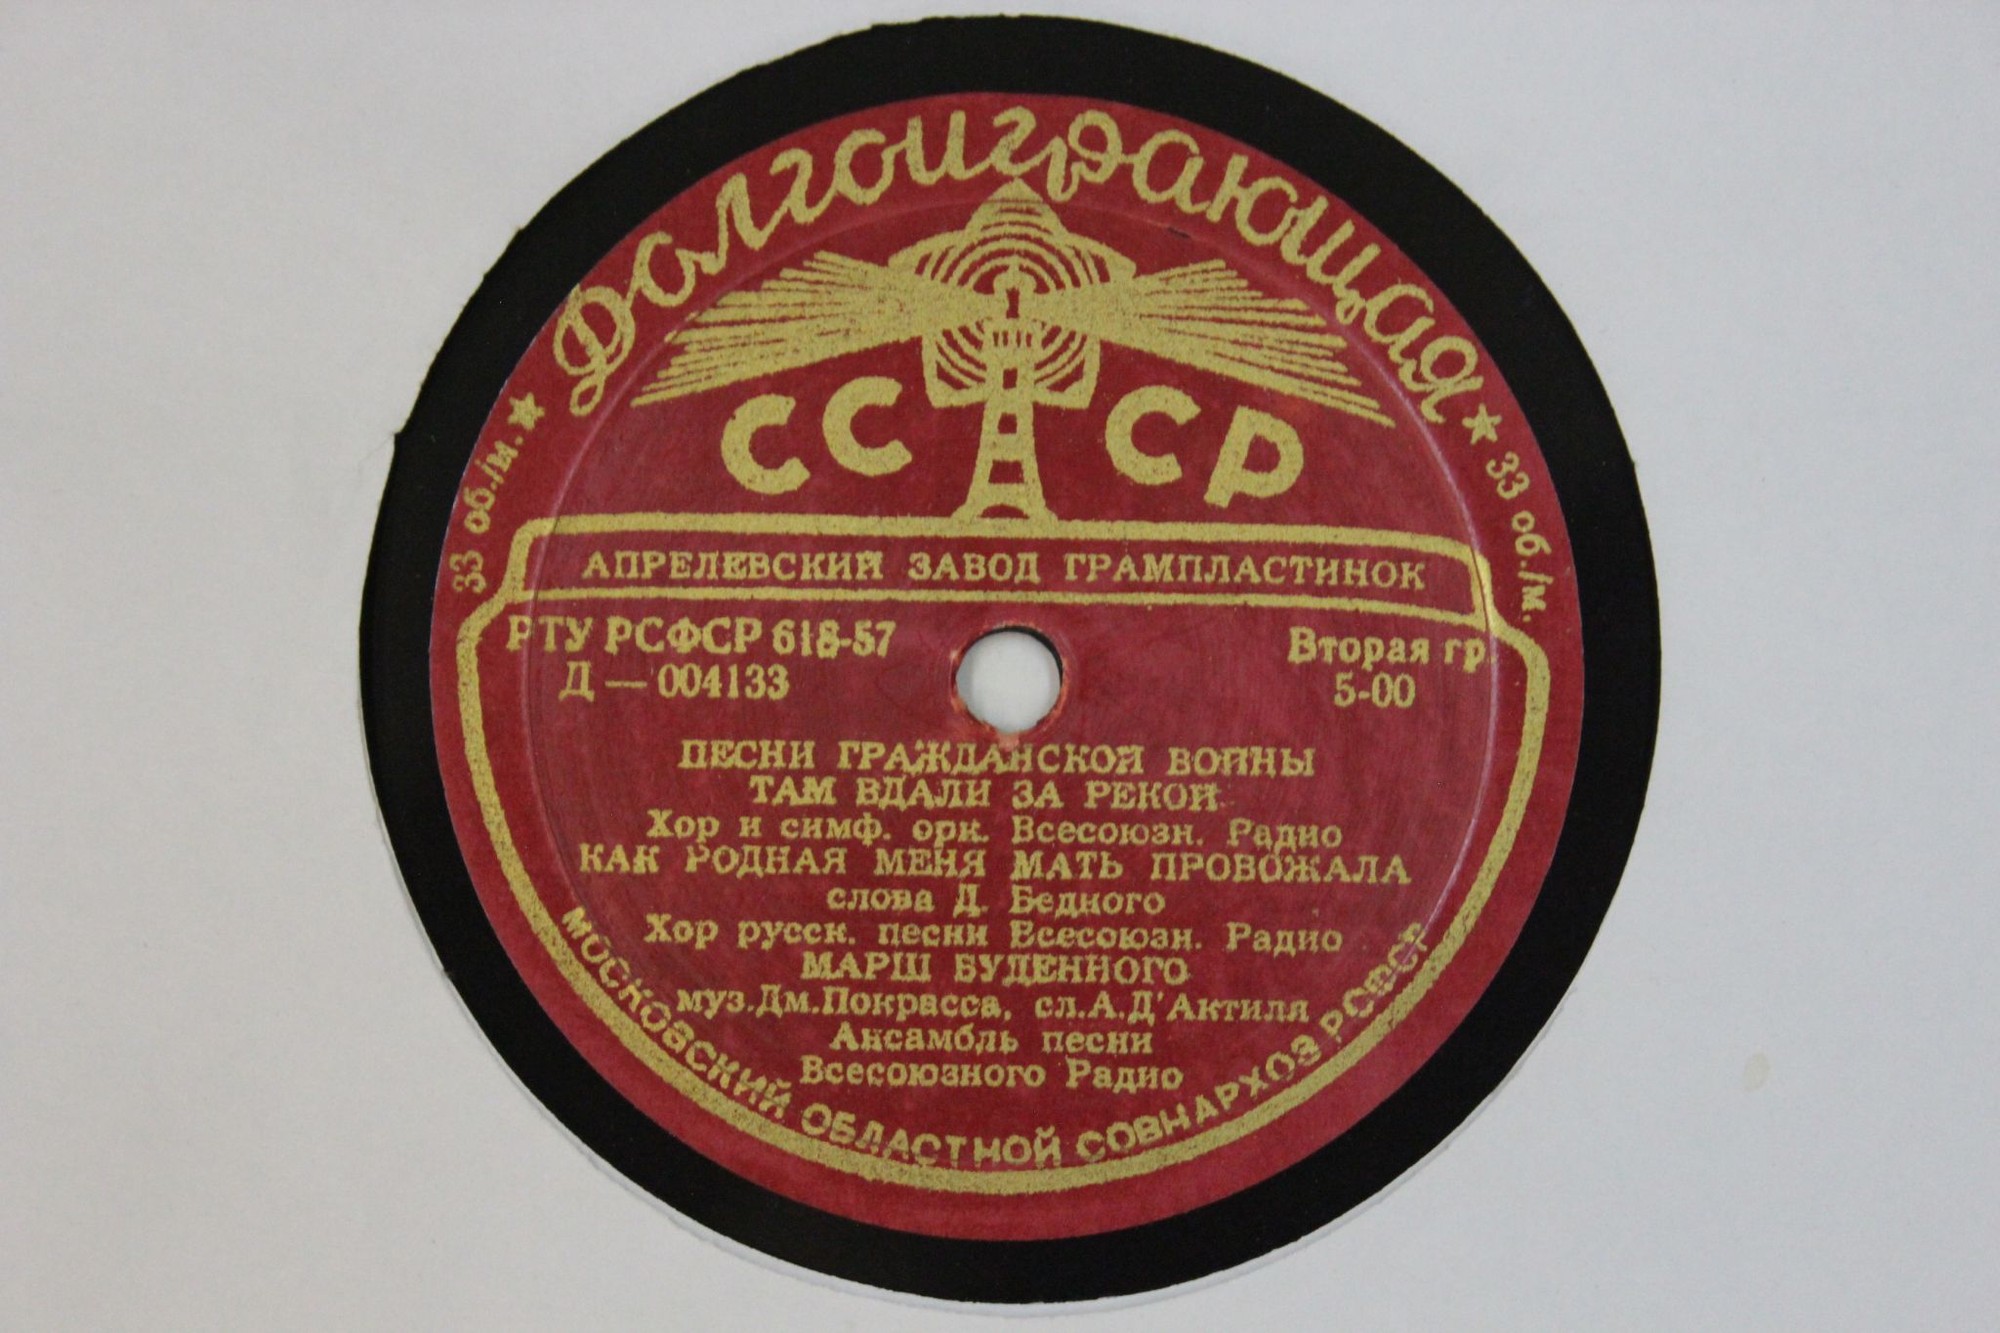 Долгоиграющая
★ 33 об./м.
★ 33 об./м.
СССР
АПРЕЛЕВСКИЙ ЗАВОД ГРАМПЛАСТИНОК
РТУ РСФСР 618-57
Вторая гр.
Д — 004133
5-00
ПЕСНИ ГРАЖДАНСКОЙ ВОЙНЫ
ТАМ ВДАЛИ ЗА РЕКОЙ
Хор и симф. орк. Всесоюзн. Радио
КАК РОДНАЯ МЕНЯ МАТЬ ПРОВОЖАЛА
слова Д. Бедного
Хор русск. песни Всесоюзн. Радио
МАРШ БУДЕННОГО
муз.Дм.Покрасса, сл.А.Д'Актиля
Ансамбль песни
Всесоюзного Радио
МОСКОВСКИЙ ОБЛАСТНОЙ СОВНАРХОЗ РСФСР